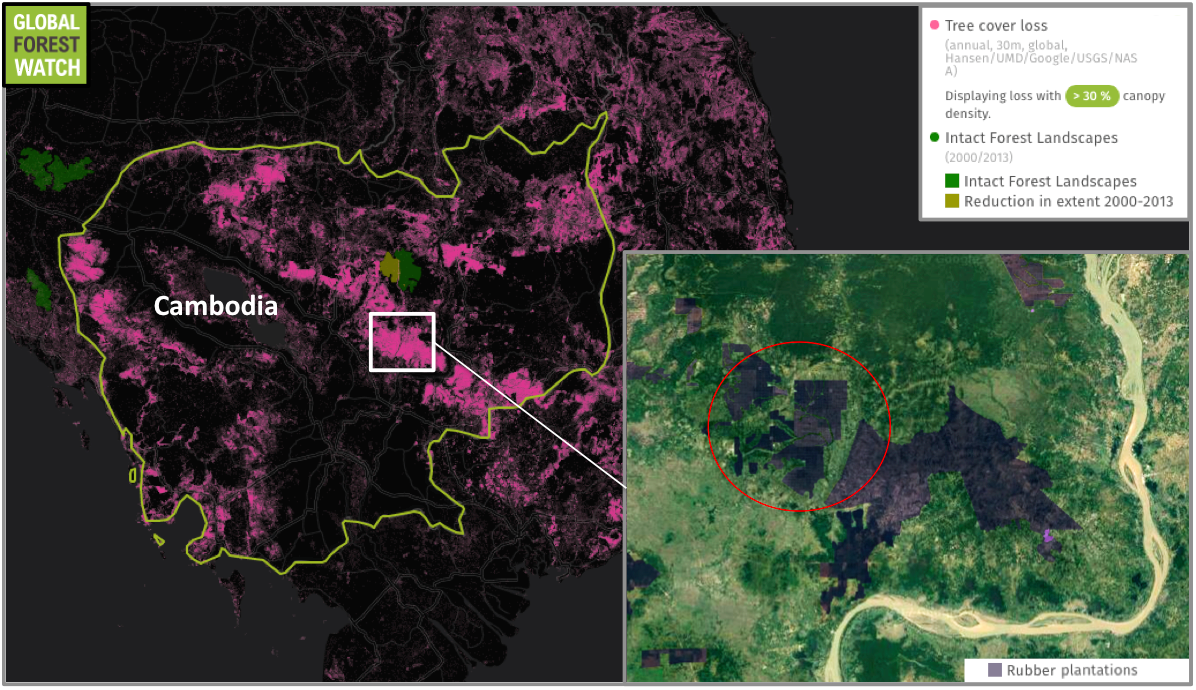 GLOBAL
FOREST
WATCH
Tree cover loss
(annual, 30m, global,
Hansen/UMD/Google/USGS/NAS
A)
Displaying loss with > 30 % canopy
density.
Intact Forest Landscapes
(2000/2013)
Intact Forest Landscapes
Reduction in extent 2000-2013
Cambodia
Rubber plantations